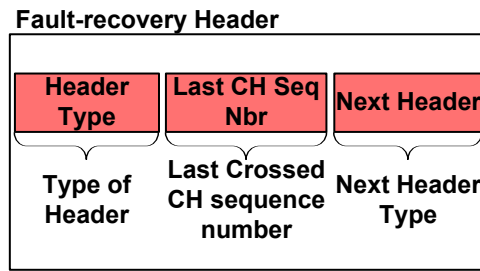 Fault-recovery Header
Header
Type
Last CH Seq
Nbr
Next Header
Type of
Header
Last Crossed
CH sequence
number
Next Header
Type